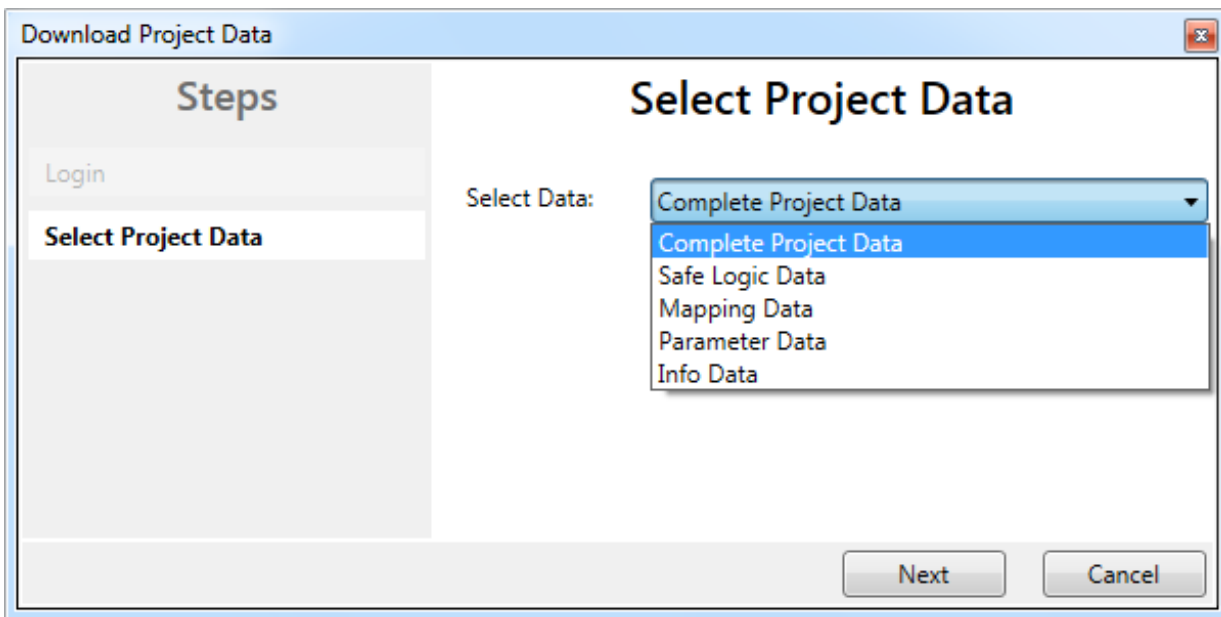 Download Project Data
Steps
Login
Select Project Data
Select Project Data
Select Data:
Complete Project Data
Complete Project Data
Safe Logic Data
Mapping Data
Parameter Data
Info Data
Next
Cancel